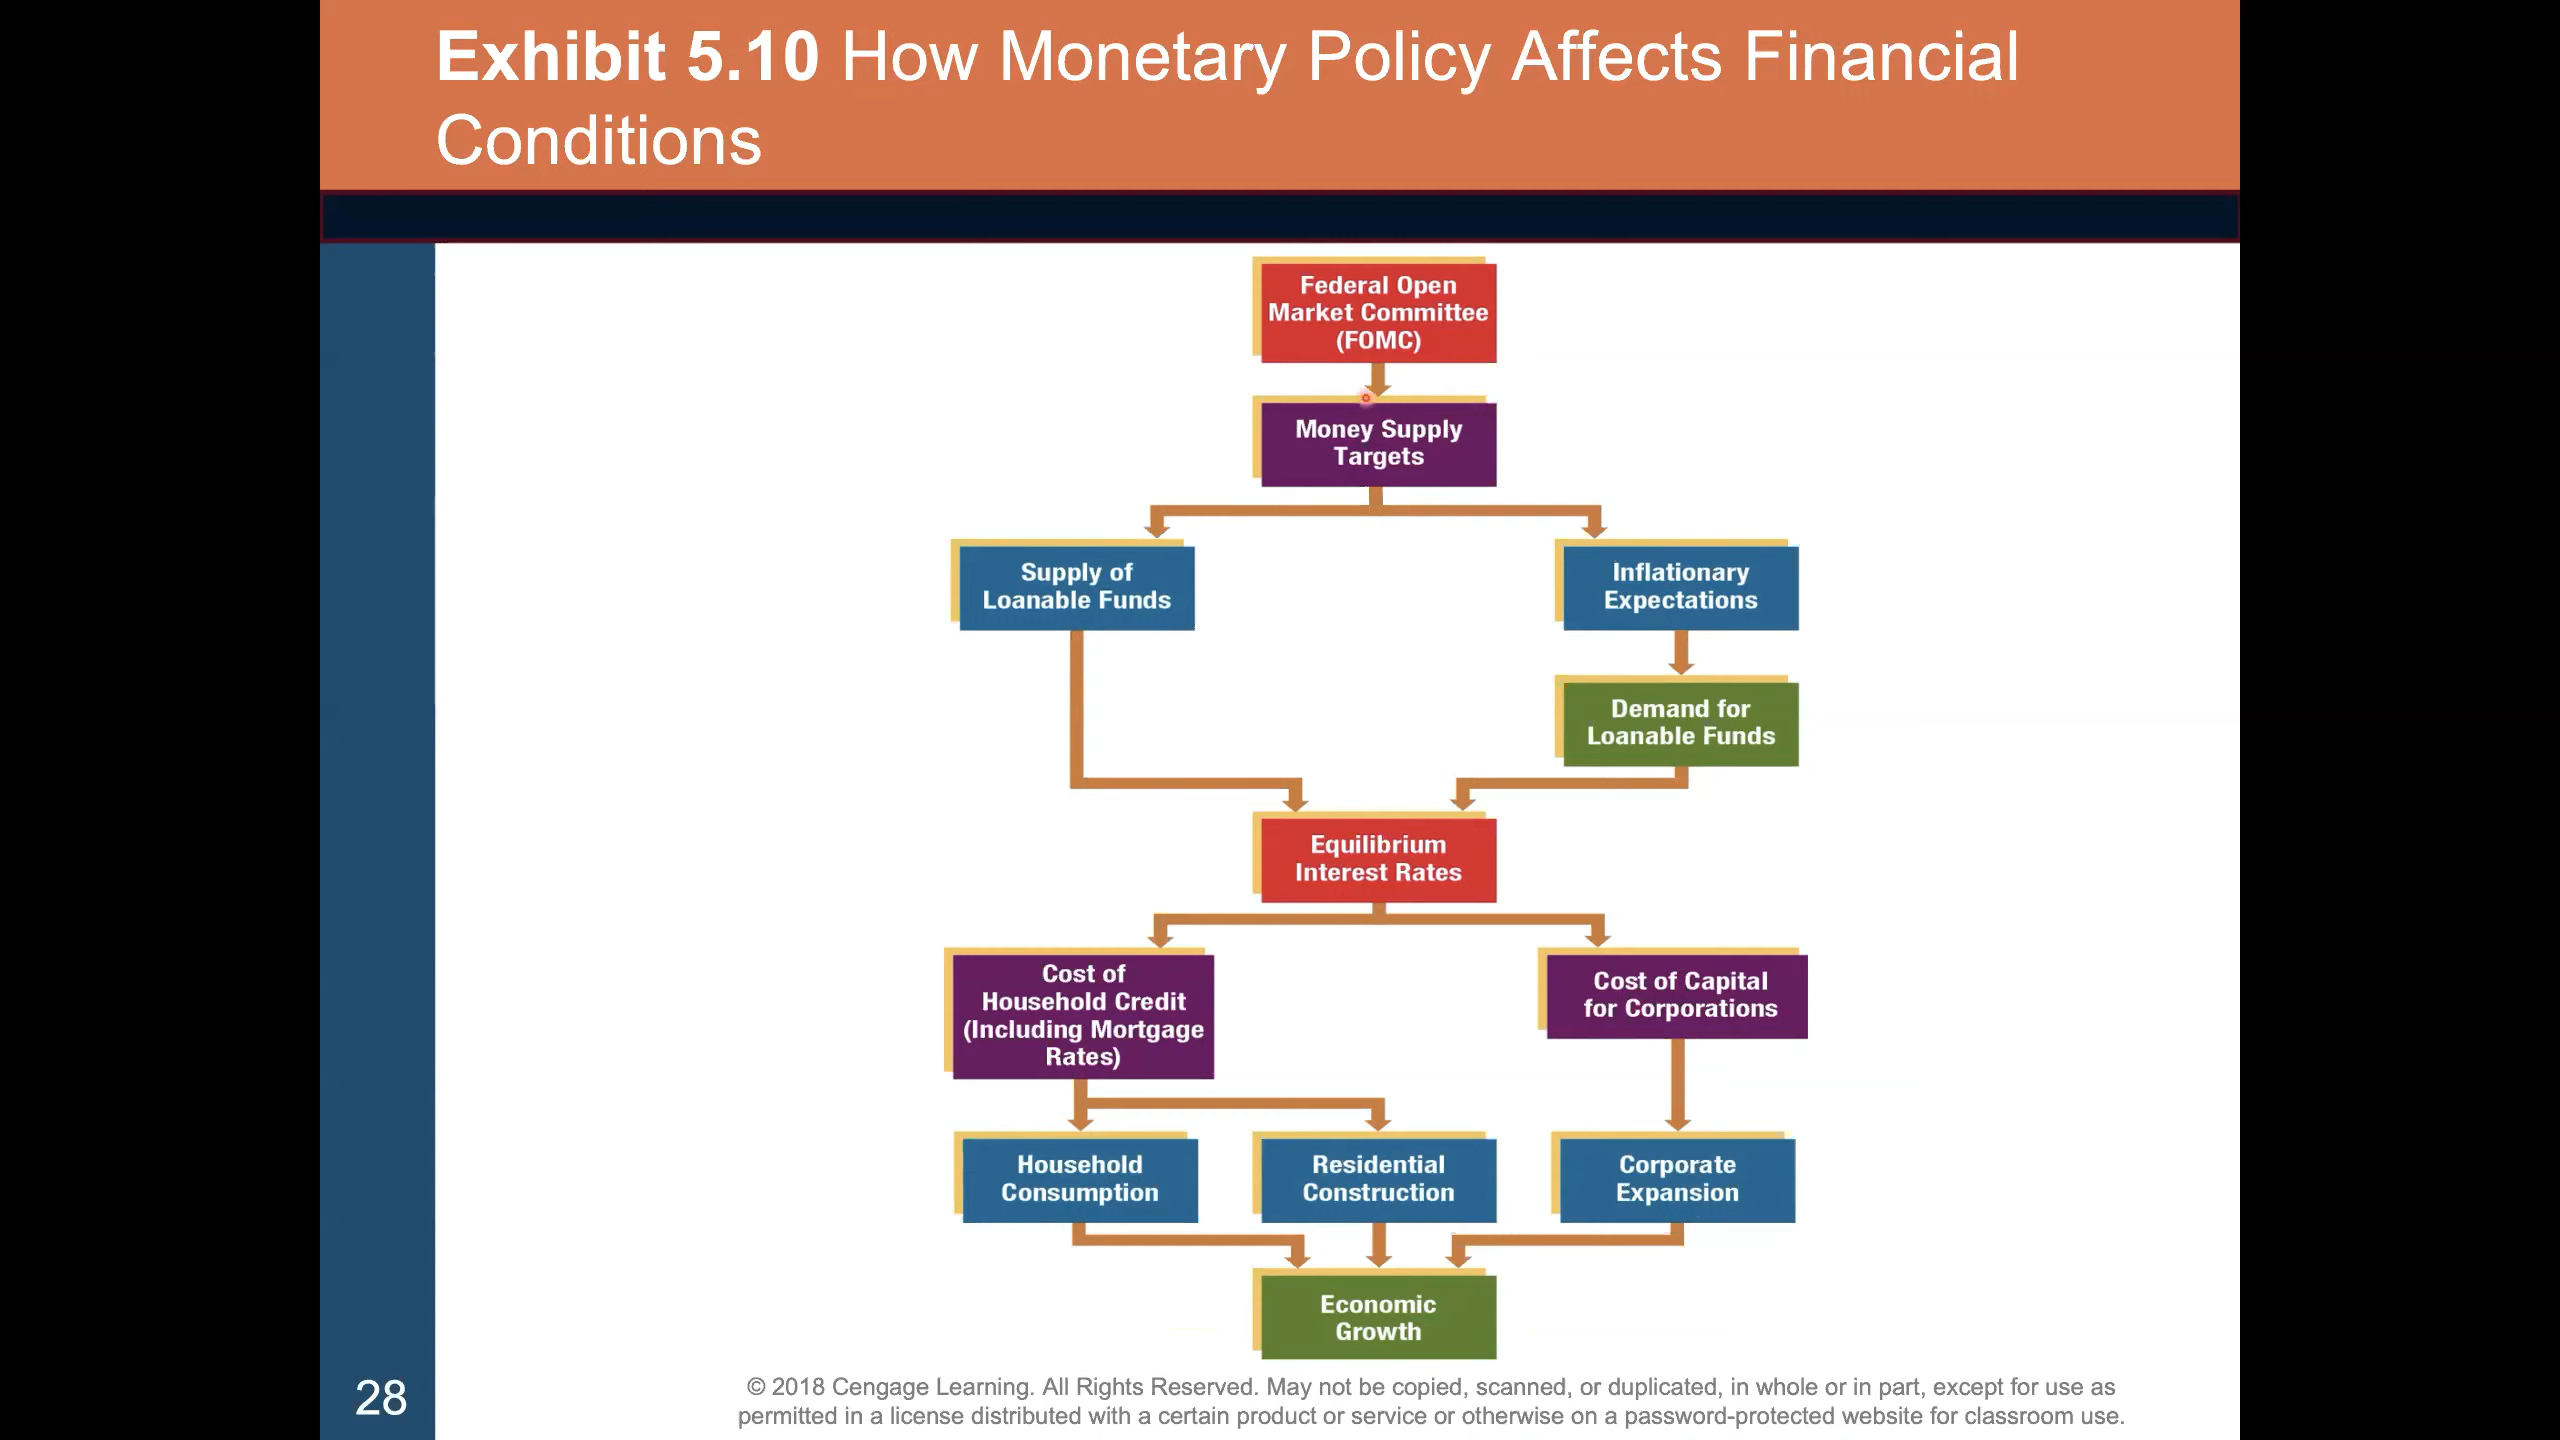 Exhibit 5.10 How Monetary Policy Affects Financial
Conditions
Federal Open
Market Committee
(FOMC)
Money Supply
Targets
Supply of
Loanable Funds
Inflationary
Expectations
Demand for
Loanable Funds
Equilibrium
Interest Rates
Cost of
Household Credit
(Including Mortgage
Rates)
Cost of Capital
for Corporations
Household
Consumption
Residential
Construction
Corporate
Expansion
Economic
Growth
28
© 2018 Cengage Learning. All Rights Reserved. May not be copied, scanned, or duplicated, in whole or in part, except for use as
permitted in a license distributed with a certain product or service or otherwise on a password-protected website for classroom use.